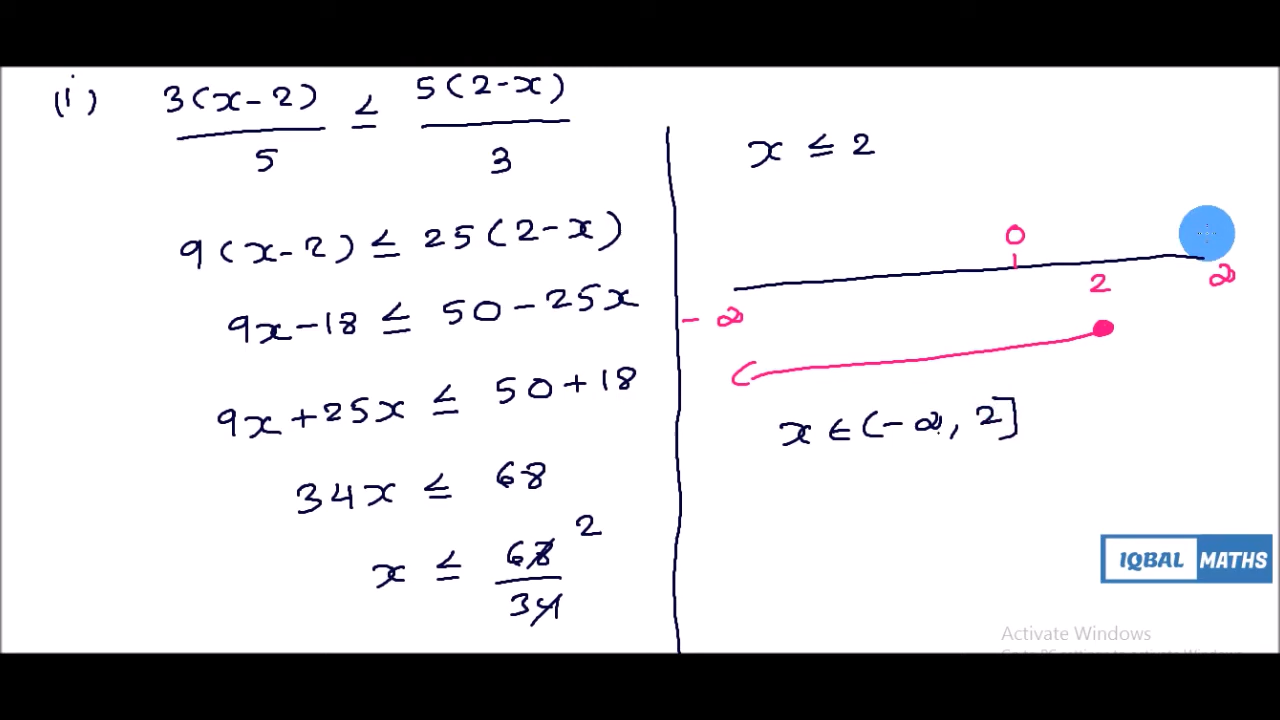 (i) 3(x-2)/5 ≤ 5(2-x)/3
9(x-2) ≤ 25(2-x)
9x-18 ≤ 50-25x
9x+25x ≤ 50+18
34x ≤ 68
x ≤ 68/34 2
x ≤ 2
0
-∞ 2 ∞
x ∈ (-∞, 2]
IQBAL MATHS
Activate Windows